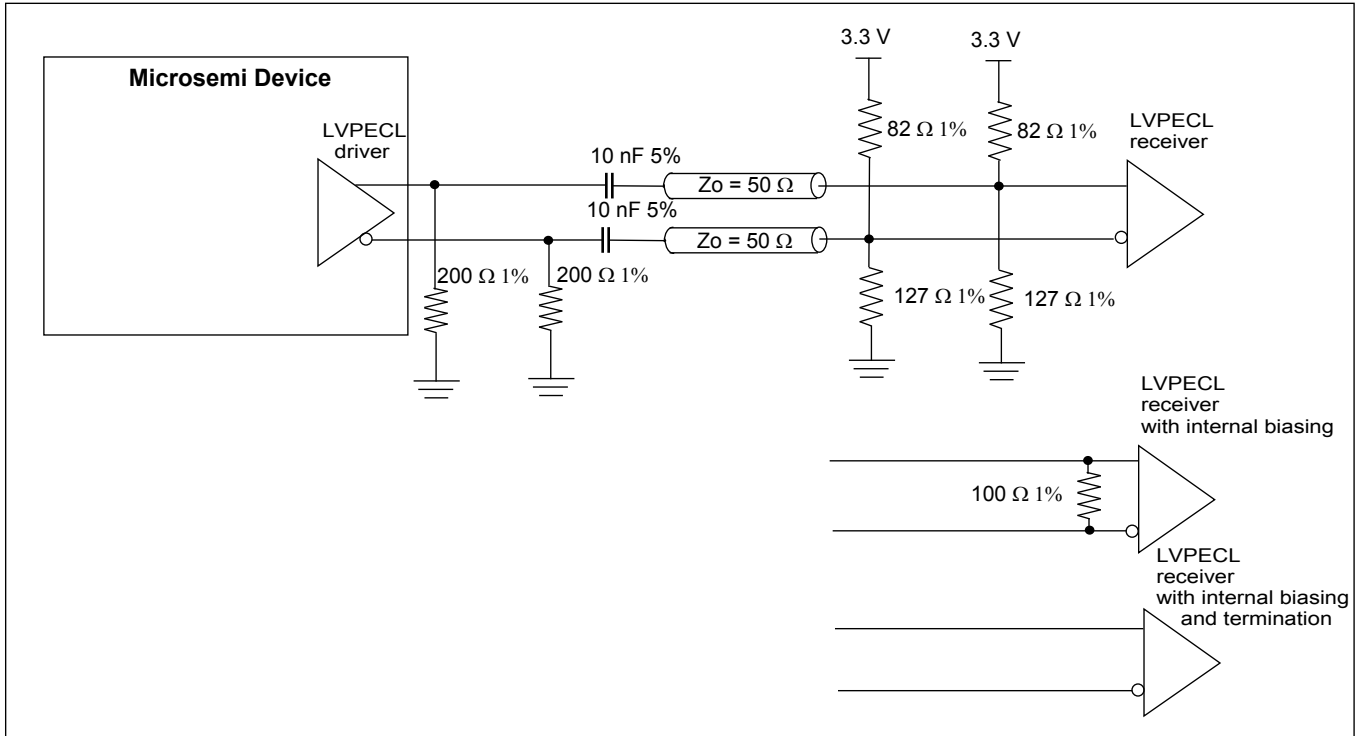 3.3 V
3.3 V
Microsemi Device
82 Ω 1%
82 Ω 1%
LVPECL
driver
LVPECL
receiver
10 nF 5%
Zo = 50 Ω
10 nF 5%
Zo = 50 Ω
200 Ω 1%
200 Ω 1%
127 Ω 1%
127 Ω 1%
LVPECL
receiver
with internal biasing
100 Ω 1%
LVPECL
receiver
with internal biasing
and termination